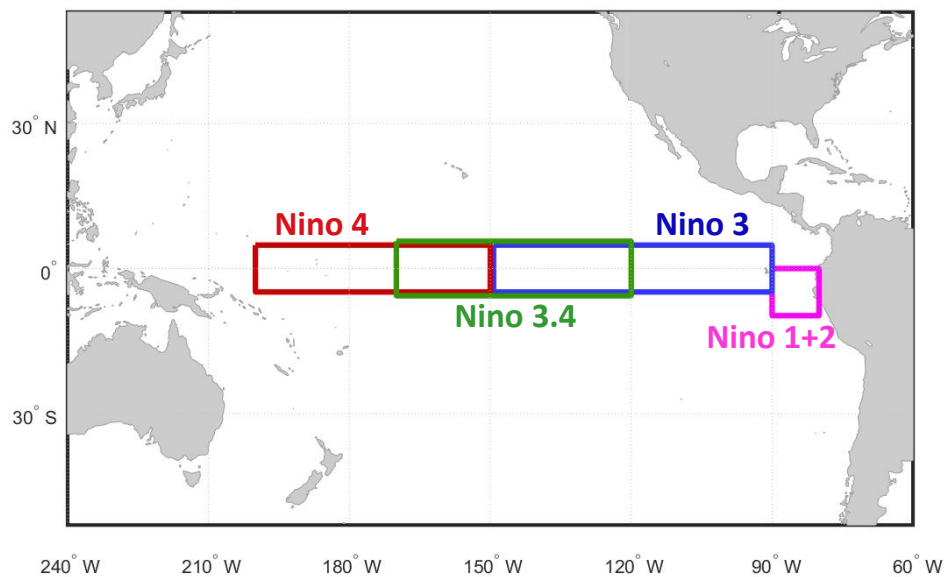 30° N
Nino 4
Nino 3
0°
Nino 3.4
Nino 1+2
30° S
240° W
210° W
180° W
150° W
120° W
90° W
60° W